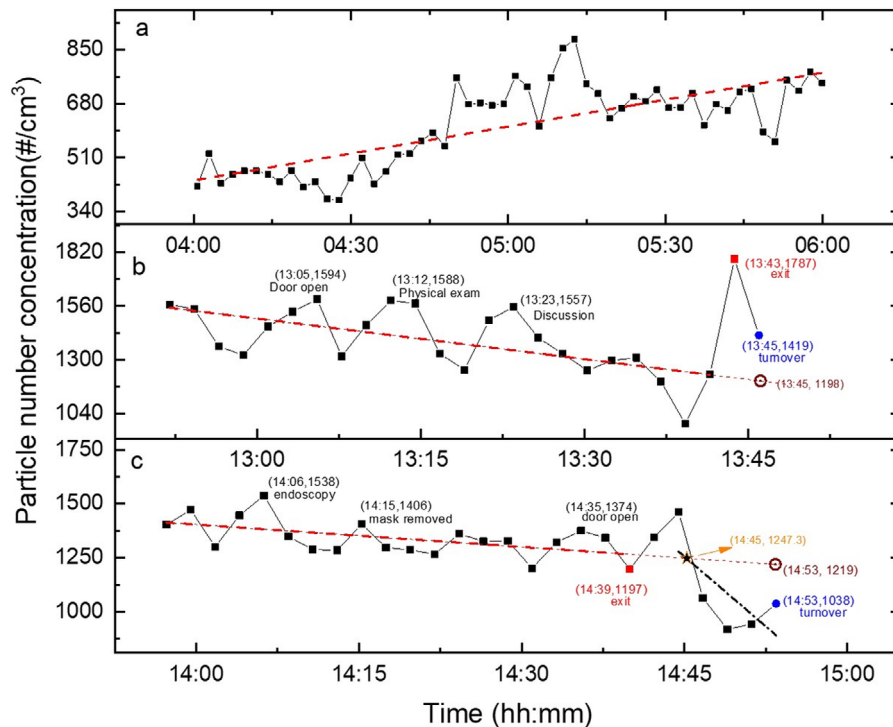 Particle number concentration(#/cm³)
a
850
680
510
340
04:00 04:30 05:00 05:30 06:00
b
1820
1560
1300
1040
(13:05,1594)
Door open
(13:12,1588)
Physical exam
(13:23,1557)
Discussion
(13:43,1787)
exit
(13:45,1419)
turnover
(13:45, 1198)
13:00 13:15 13:30 13:45
c
1750
1500
1250
1000
(14:06,1538)
endoscopy
(14:15,1406)
mask removed
(14:35,1374)
door open
(14:45, 1247.3)
(14:39,1197)
exit
(14:53, 1219)
(14:53,1038)
turnover
14:00 14:15 14:30 14:45 15:00
Time (hh:mm)